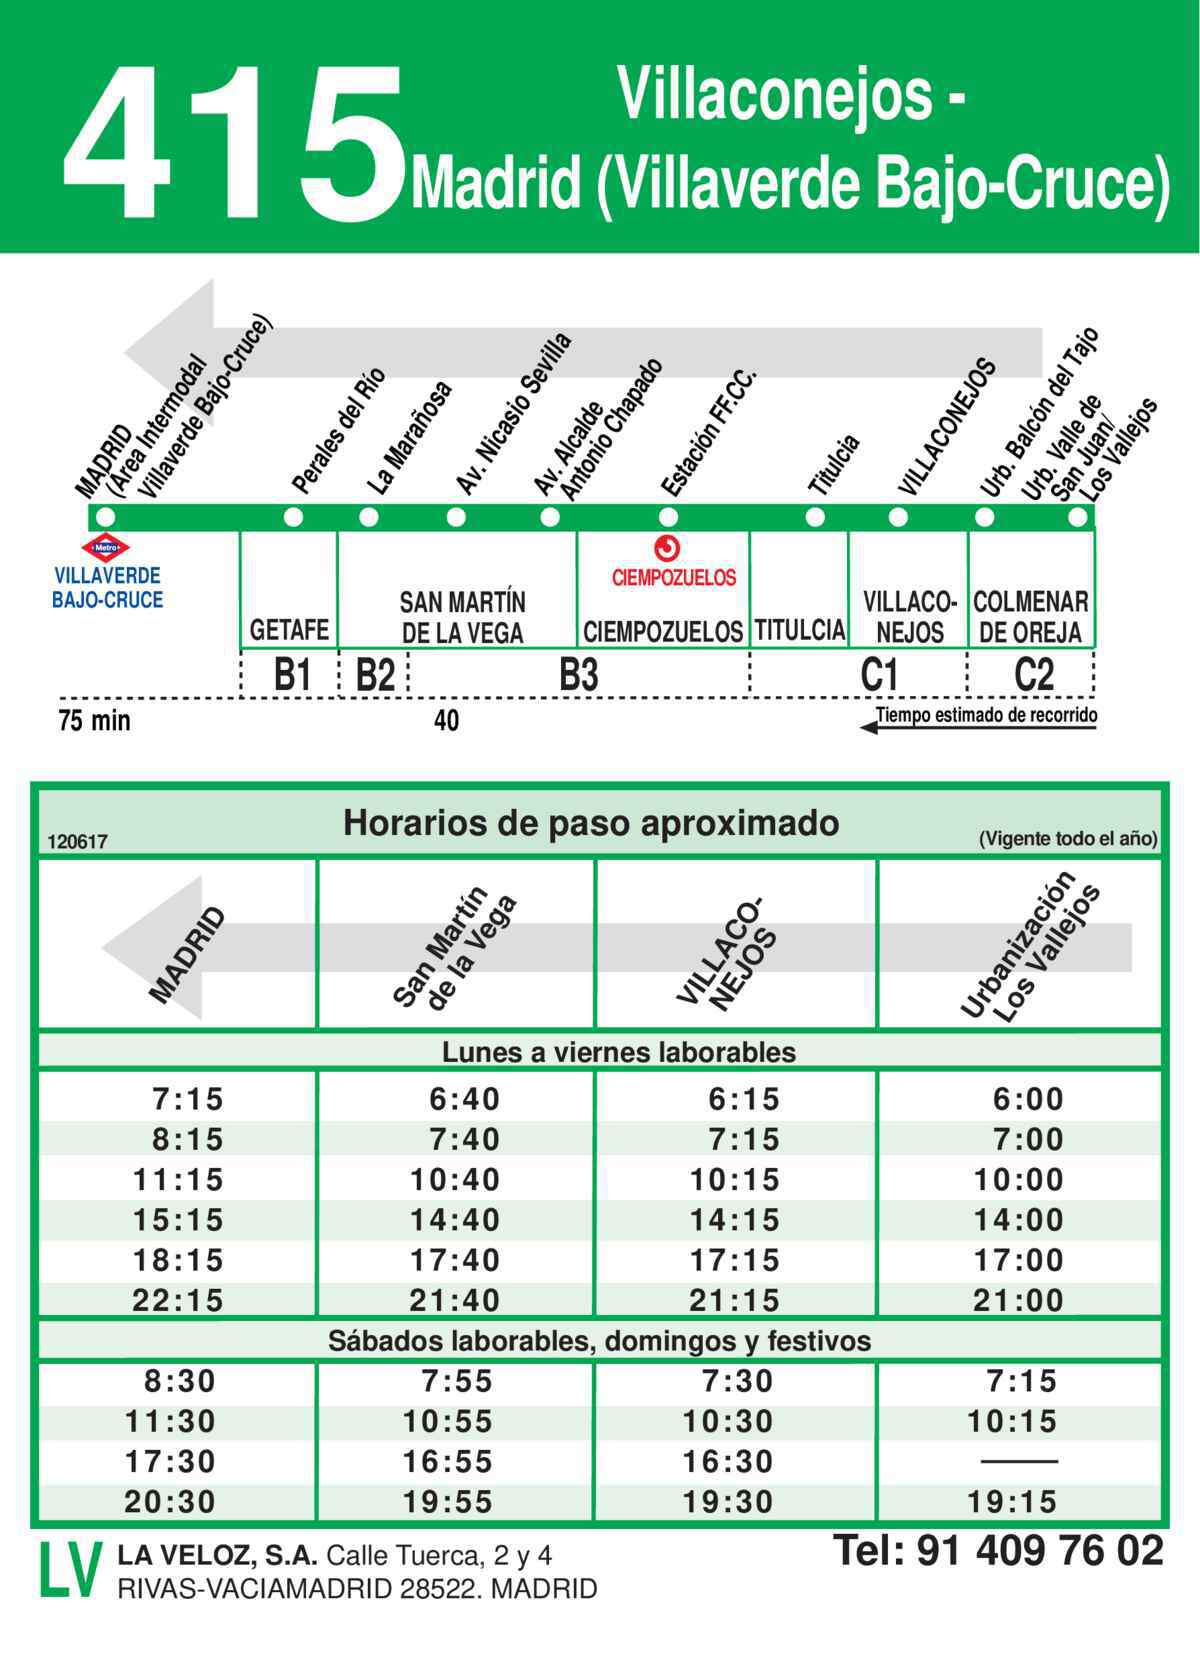 415
Villaconejos -
Madrid (Villaverde Bajo-Cruce)
MADRID
(Área Intermodal
Villaverde Bajo-Cruce)
Perales del Río
La Marañosa
Av. Nicasio Sevilla
Av. Alcalde
Antonio Chapado
Estación FF.CC.
Titulcia
VILLACONEJOS
Urb. Balcón del Tajo
Urb. Valle de
San Juan/
Los Vallejos
Metro
VILLAVERDE
BAJO-CRUCE
CIEMPOZUELOS
GETAFE
SAN MARTÍN
DE LA VEGA
CIEMPOZUELOS
TITULCIA
VILLACO-
NEJOS
COLMENAR
DE OREJA
B1 B2 B3 C1 C2
75 min 40 Tiempo estimado de recorrido
120617 Horarios de paso aproximado (Vigente todo el año)
MADRID
San Martín
de la Vega
VILLACO-
NEJOS
Urbanización
Los Vallejos
Lunes a viernes laborables
7:15 6:40 6:15 6:00
8:15 7:40 7:15 7:00
11:15 10:40 10:15 10:00
15:15 14:40 14:15 14:00
18:15 17:40 17:15 17:00
22:15 21:40 21:15 21:00
Sábados laborables, domingos y festivos
8:30 7:55 7:30 7:15
11:30 10:55 10:30 10:15
17:30 16:55 16:30 ——
20:30 19:55 19:30 19:15
LV
LA VELOZ, S.A. Calle Tuerca, 2 y 4
RIVAS-VACIAMADRID 28522. MADRID
Tel: 91 409 76 02